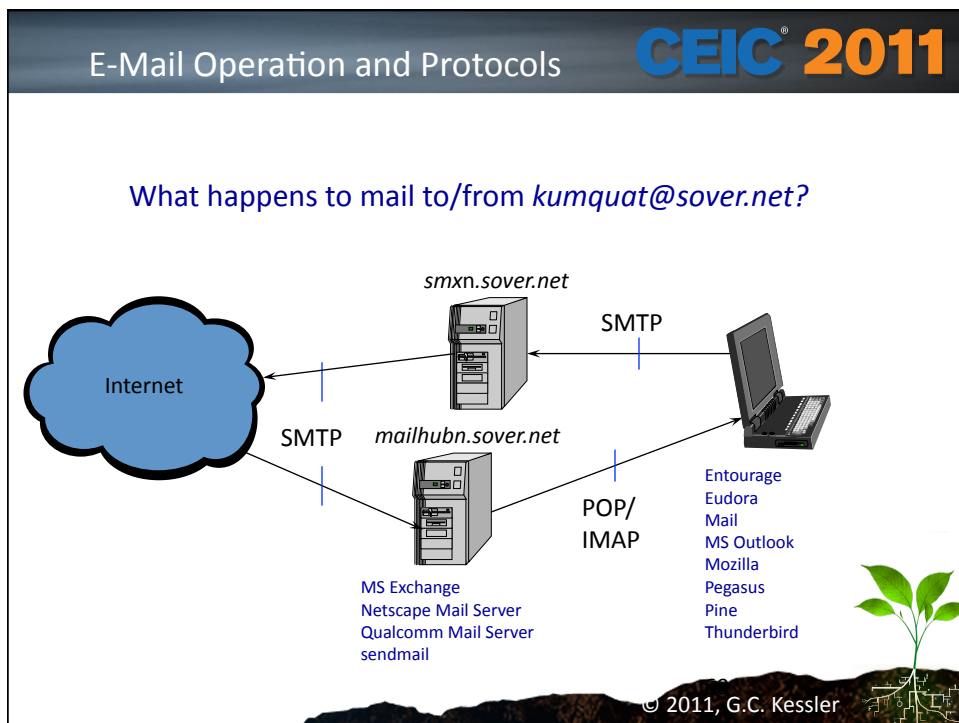 E-Mail Operation and Protocols
CEIC® 2011
What happens to mail to/from kumquat@sover.net?
smxn.sover.net
SMTP
Internet
SMTP
mailhubn.sover.net
POP/
IMAP
Entourage
Eudora
Mail
MS Outlook
Mozilla
Pegasus
Pine
Thunderbird
MS Exchange
Netscape Mail Server
Qualcomm Mail Server
sendmail
© 2011, G.C. Kessler